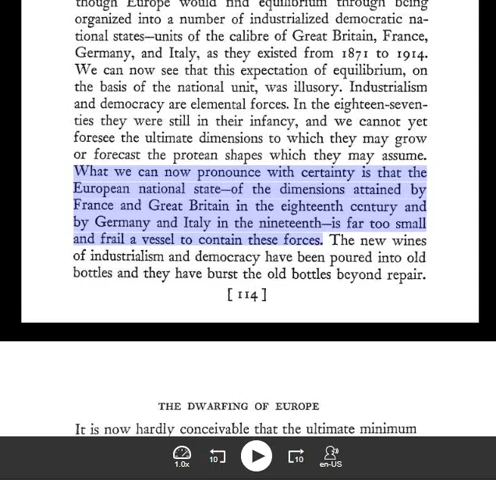 though Europe would find equilibrium through being
organized into a number of industrialized democratic na-
tional states—units of the calibre of Great Britain, France,
Germany, and Italy, as they existed from 1871 to 1914.
We can now see that this expectation of equilibrium, on
the basis of the national unit, was illusory. Industrialism
and democracy are elemental forces. In the eighteen-seven-
ties they were still in their infancy, and we cannot yet
foresee the ultimate dimensions to which they may grow
or forecast the protean shapes which they may assume.
What we can now pronounce with certainty is that the
European national state—of the dimensions attained by
France and Great Britain in the eighteenth century and
by Germany and Italy in the nineteenth—is far too small
and frail a vessel to contain these forces. The new wines
of industrialism and democracy have been poured into old
bottles and they have burst the old bottles beyond repair.
[ 114 ]
THE DWARFING OF EUROPE
It is now hardly conceivable that the ultimate minimum
1.0x
10
10
en-US